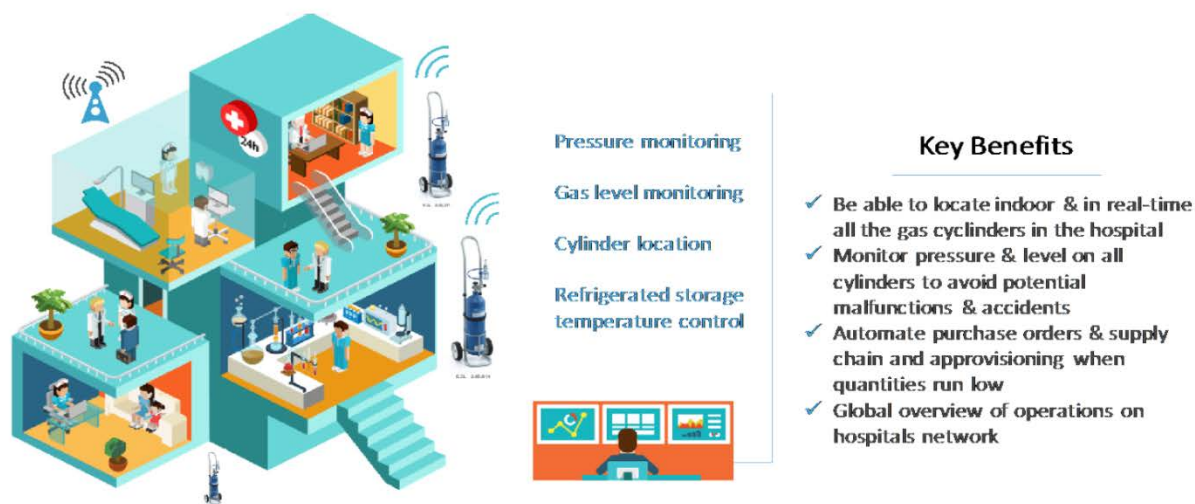 24h
Pressure monitoring
Gas level monitoring
Cylinder location
Refrigerated storage
temperature control
Key Benefits
✓ Be able to locate indoor & in real-time
all the gas cyclinders in the hospital
✓ Monitor pressure & level on all
cylinders to avoid potential
malfunctions & accidents
✓ Automate purchase orders & supply
chain and approvisioning when
quantities run low
✓ Global overview of operations on
hospitals network